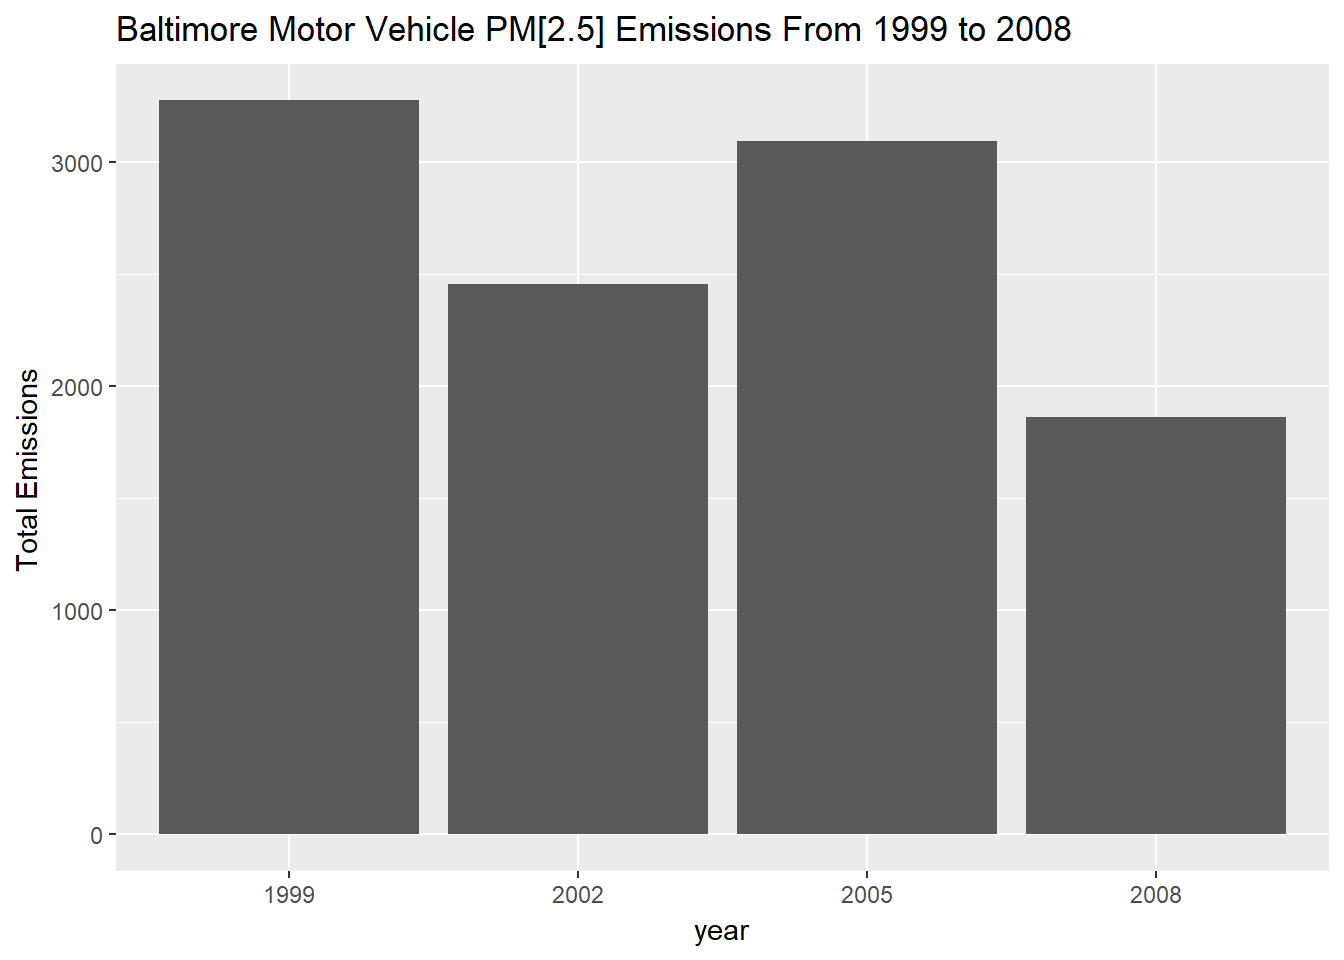 Baltimore Motor Vehicle PM[2.5] Emissions From 1999 to 2008
Total Emissions
3000
2000
1000
0
1999 2002 2005 2008
year